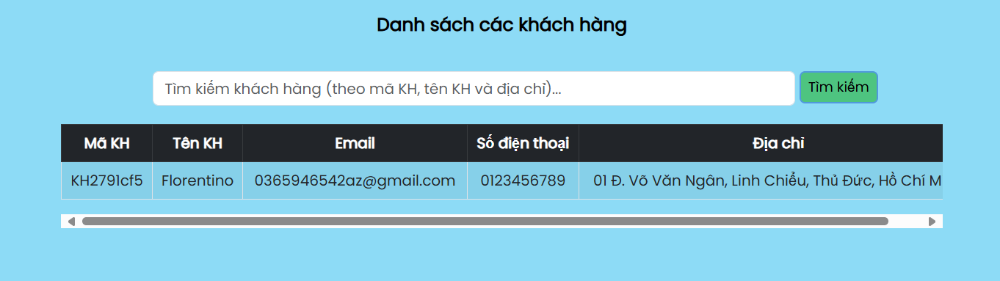 Danh sách các khách hàng
Tìm kiếm khách hàng (theo mã KH, tên KH và địa chỉ)... Tìm kiếm
Mã KH Tên KH Email Số điện thoại Địa chỉ
KH2791cf5 Florentino 0365946542az@gmail.com 0123456789 01 Đ. Võ Văn Ngân, Linh Chiểu, Thủ Đức, Hồ Chí M